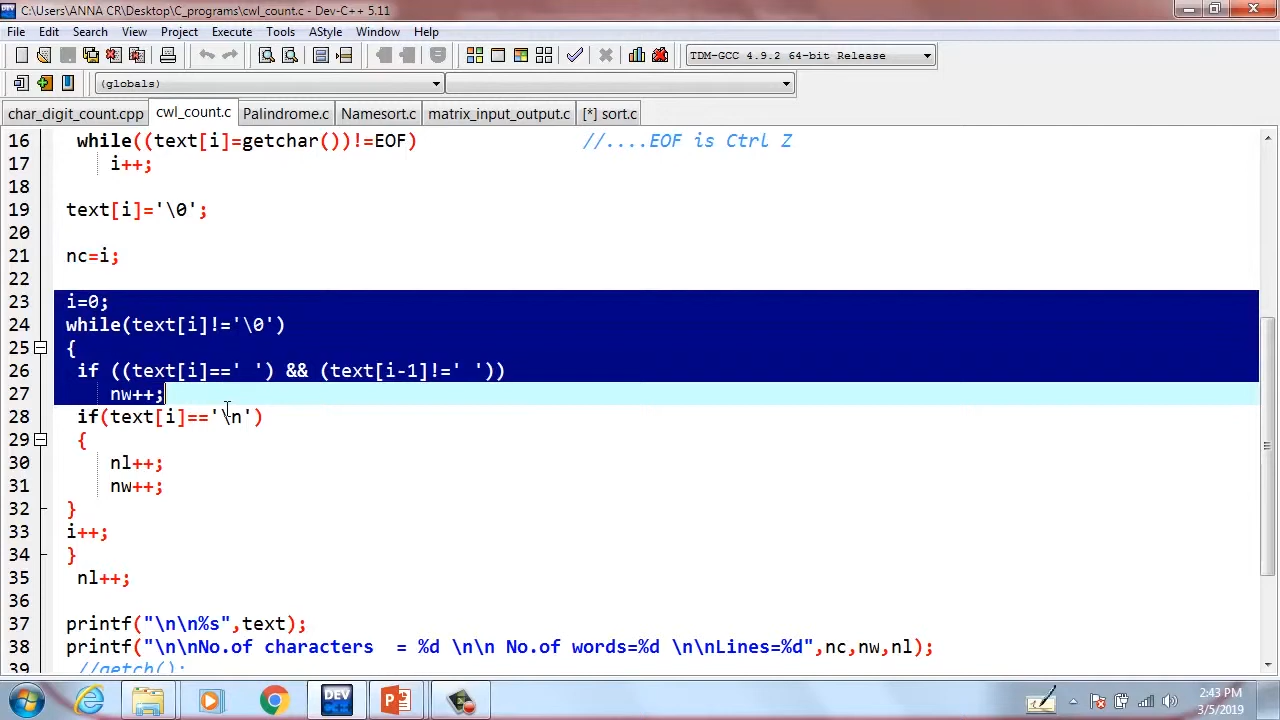 C:\Users\ANNA CR\Desktop\C_programs\cwl_count.c - Dev-C++ 5.11
File Edit Search View Project Execute Tools AStyle Window Help
TDM-GCC 4.9.2 64-bit Release
(globals)
char_digit_count.cpp cwl_count.c Palindrome.c Namesort.c matrix_input_output.c [*] sort.c
16 while((text[i]=getchar())!=EOF) //....EOF is Ctrl Z
17 i++;
18
19 text[i]='\0';
20
21 nc=i;
22
23 i=0;
24 while(text[i]!='\0')
25 {
26 if ((text[i]==' ') && (text[i-1]!=' '))
27 nw++;
28 if(text[i]=='\n')
29 {
30 nl++;
31 nw++;
32 }
33 i++;
34 }
35 nl++;
36
37 printf("\n\n%s",text);
38 printf("\n\nNo.of characters  = %d \n\n No.of words=%d \n\nLines=%d",nc,nw,nl);
39 //getch();
DEV
2:43 PM
3/5/2019